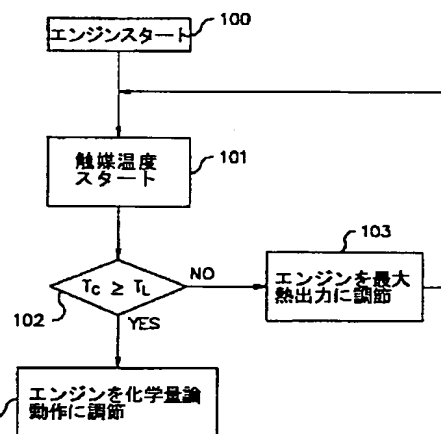 エンジンスタート
100
触媒温度
スタート
101
TC ≥ TL
102
NO
YES
103
エンジンを最大
熱出力に調節
エンジンを化学量論
動作に調節